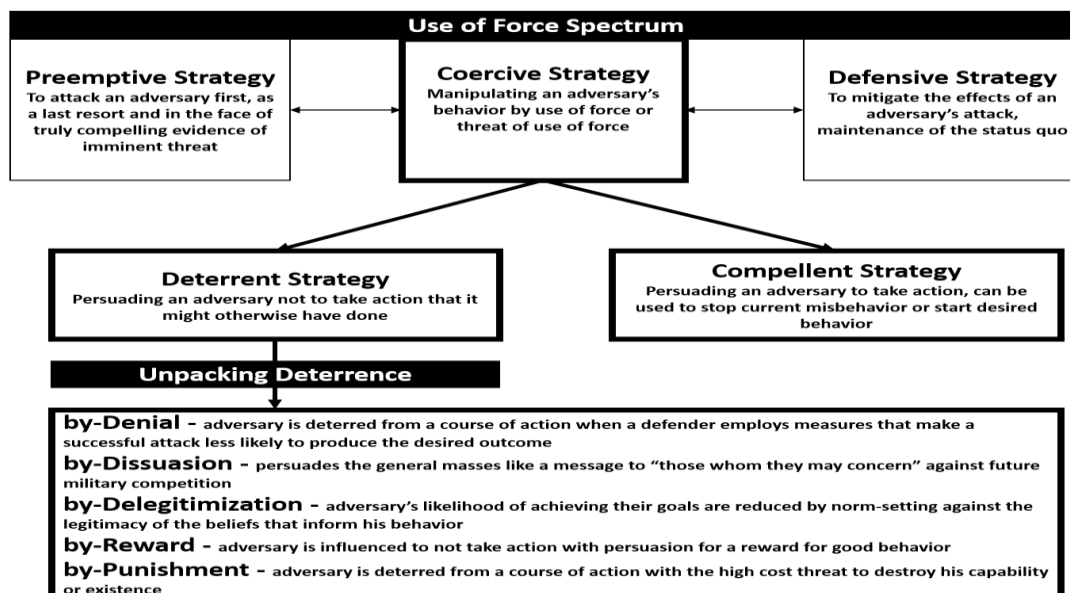 Use of Force Spectrum
Preemptive Strategy
To attack an adversary first, as
a last resort and in the face of
truly compelling evidence of
imminent threat
Coercive Strategy
Manipulating an adversary's
behavior by use of force or
threat of use of force
Defensive Strategy
To mitigate the effects of an
adversary's attack,
maintenance of the status quo
Deterrent Strategy
Persuading an adversary not to take action that it
might otherwise have done
Compellent Strategy
Persuading an adversary to take action, can be
used to stop current misbehavior or start desired
behavior
Unpacking Deterrence
by-Denial - adversary is deterred from a course of action when a defender employs measures that make a
successful attack less likely to produce the desired outcome
by-Dissuasion - persuades the general masses like a message to “those whom they may concern” against future
military competition
by-Delegitimization - adversary's likelihood of achieving their goals are reduced by norm-setting against the
legitimacy of the beliefs that inform his behavior
by-Reward - adversary is influenced to not take action with persuasion for a reward for good behavior
by-Punishment - adversary is deterred from a course of action with the high cost threat to destroy his capability
or existence